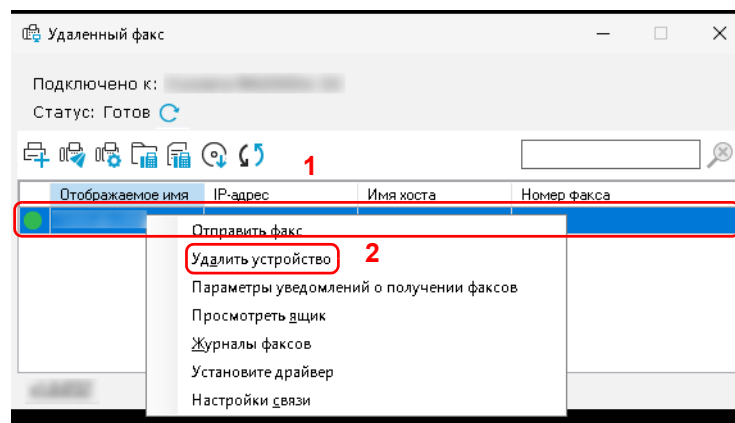 Удаленный факс
Подключено к:
Статус: Готов
1
Отображаемое имя IP-адрес Имя хоста Номер факса
Отправить факс
Удалить устройство 2
Параметры уведомлений о получении факсов
Просмотреть ящик
Журналы факсов
Установите драйвер
Настройки связи